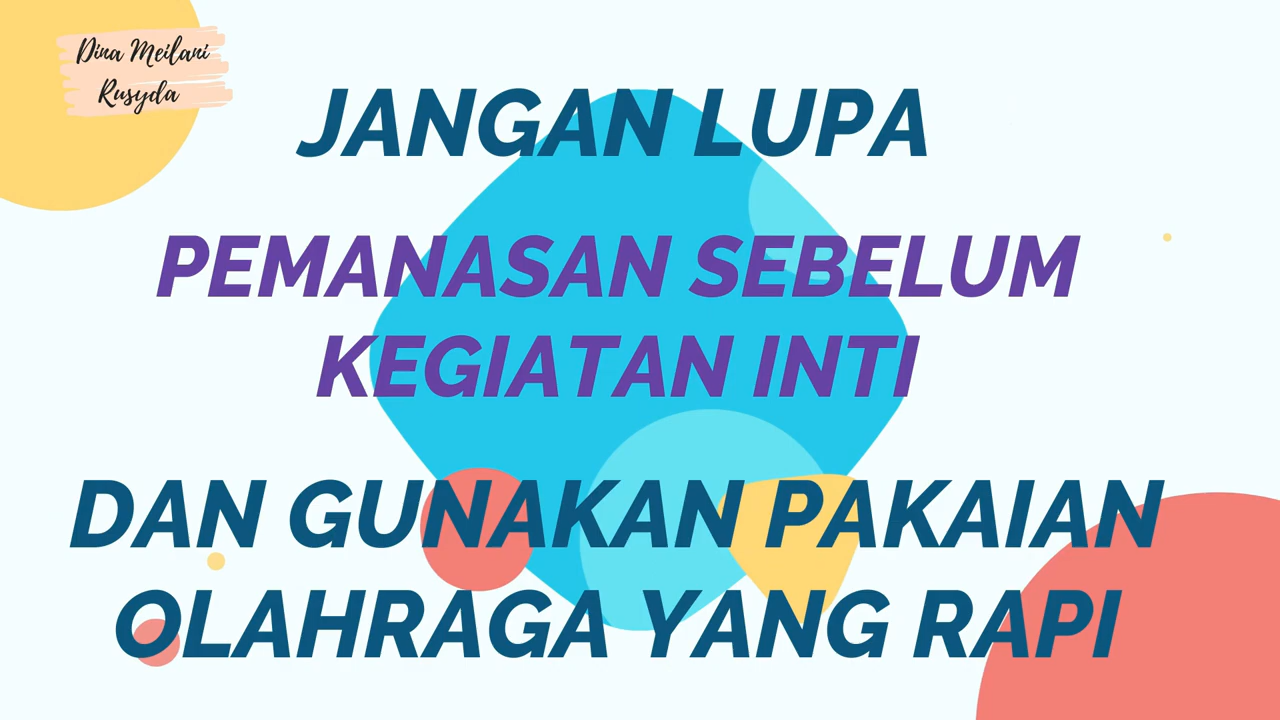 Dina Meilani
Rusyda
JANGAN LUPA
PEMANASAN SEBELUM
KEGIATAN INTI
DAN GUNAKAN PAKAIAN
OLAHRAGA YANG RAPI